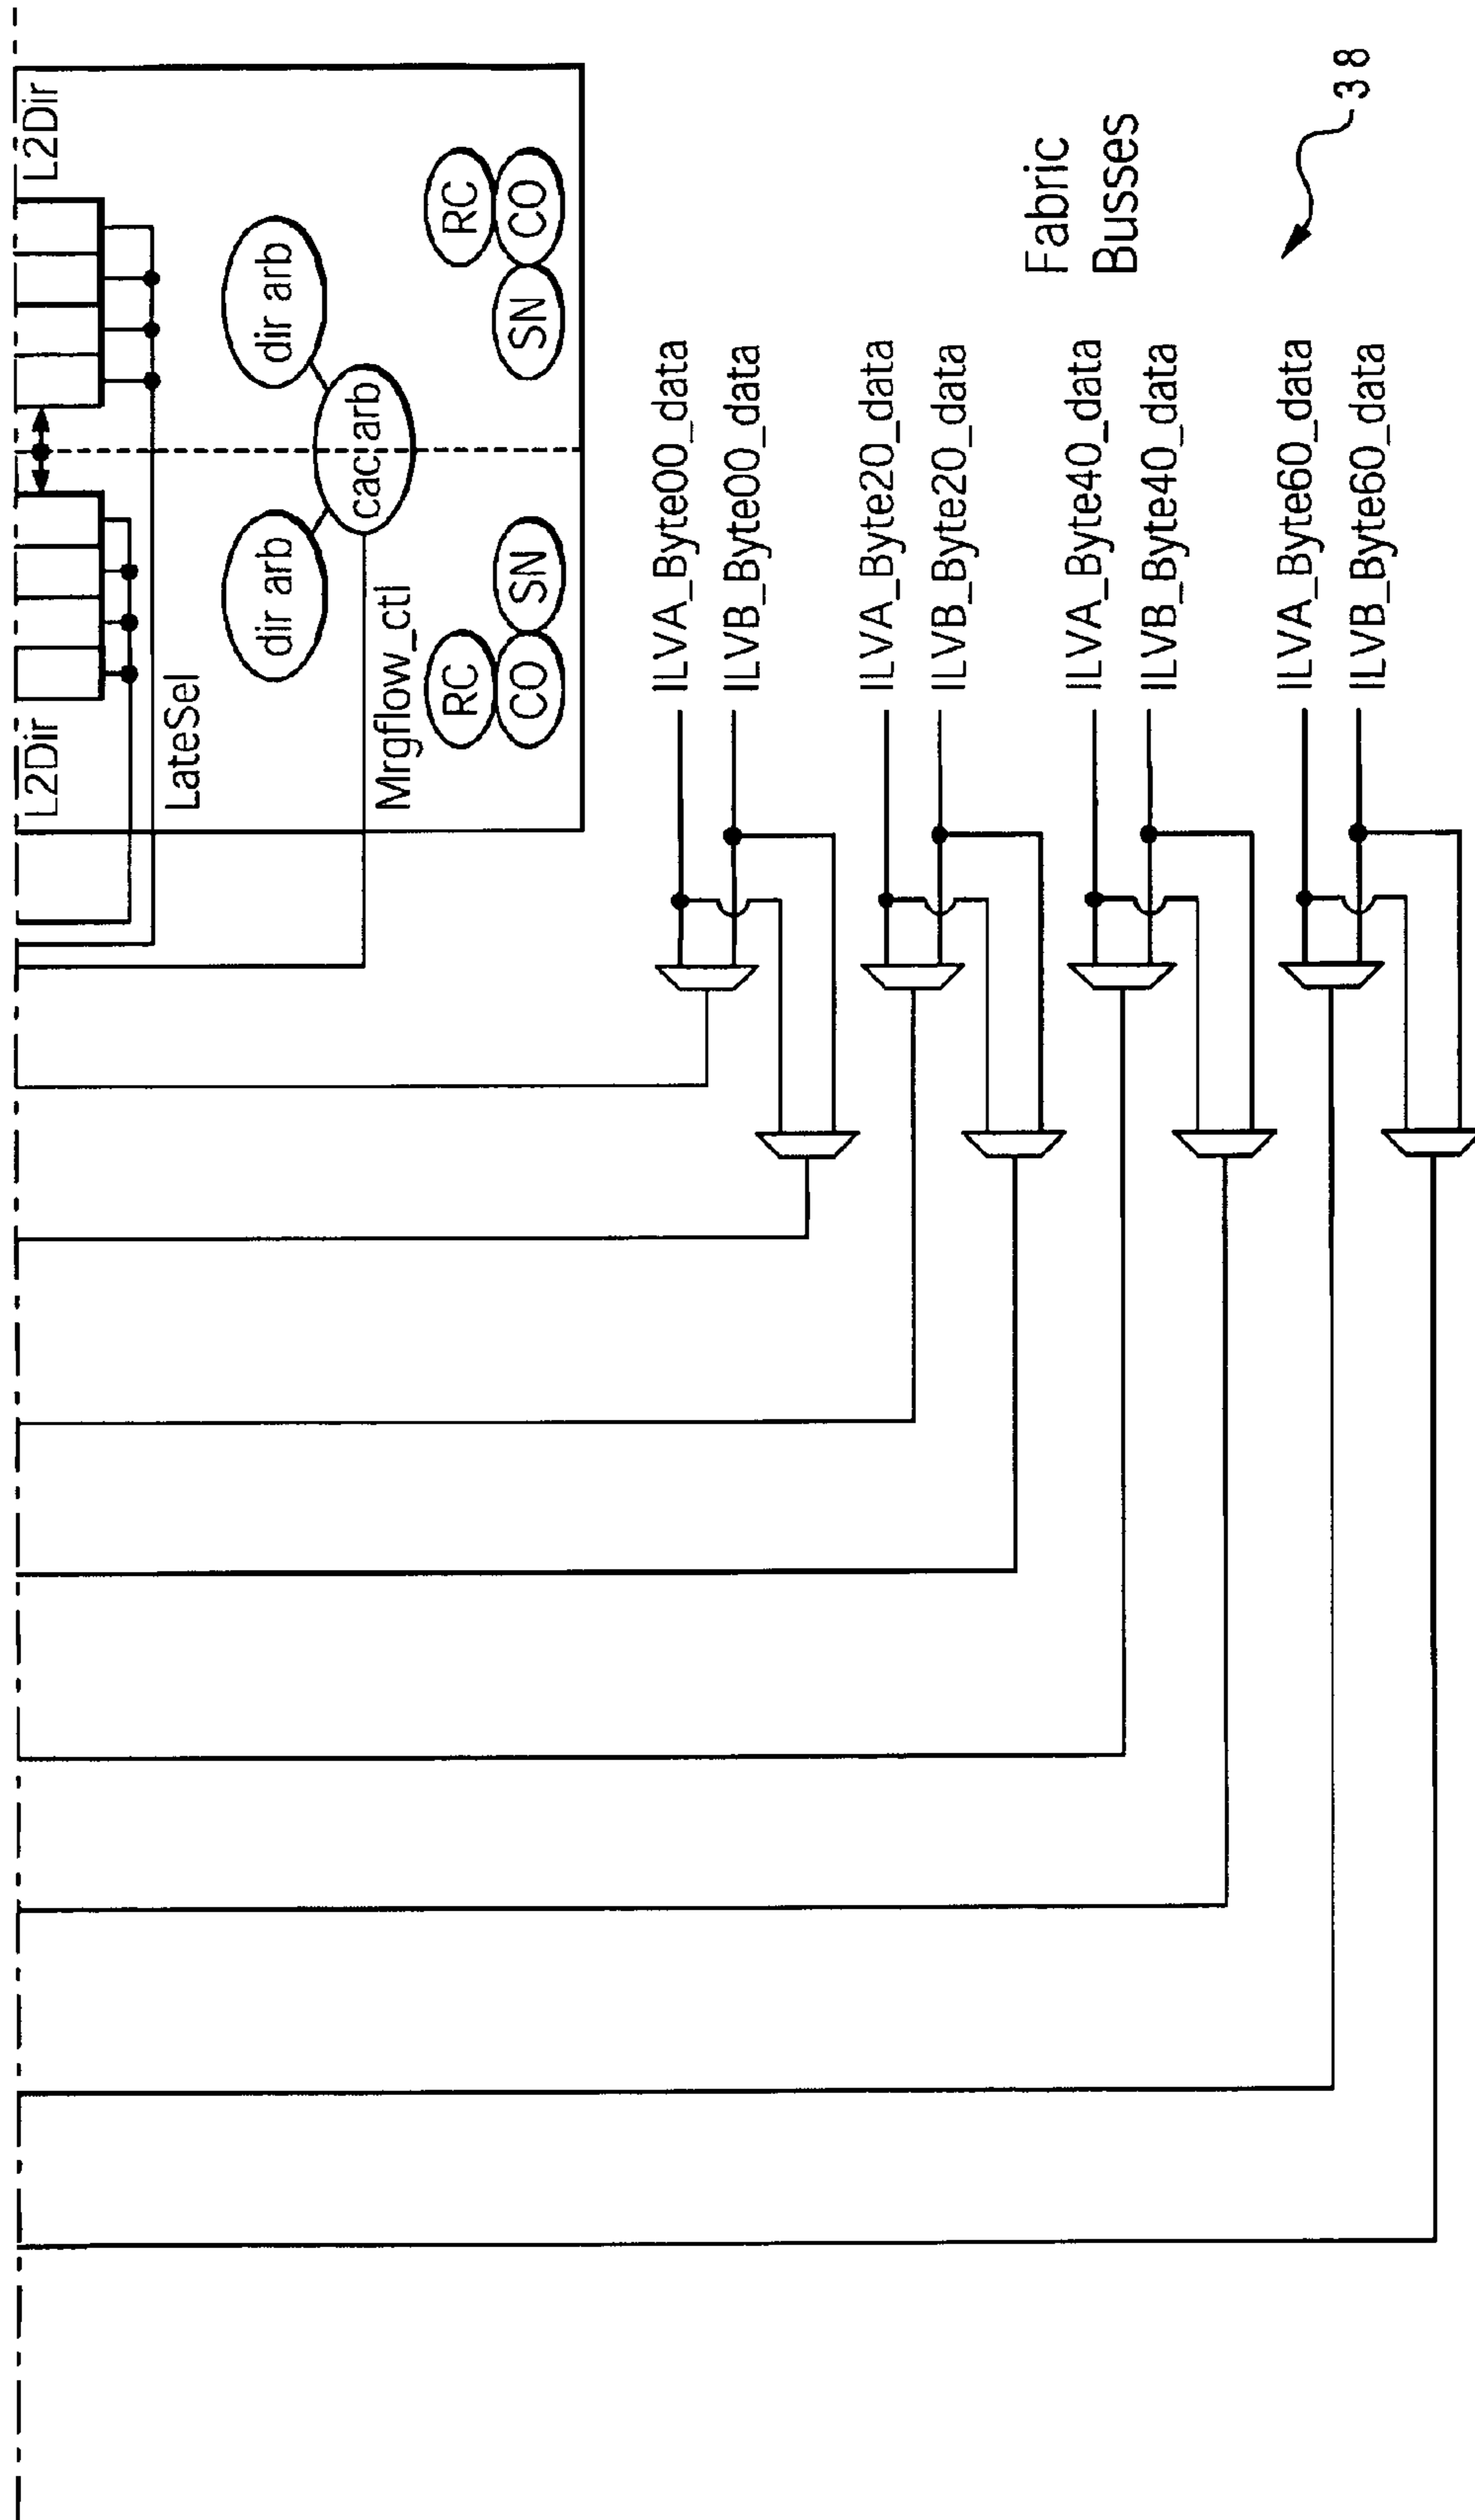 L2Dir
L2Dir
LateSel
dir arb
dir arb
cac arb
Mrgflow_ctl
RC
CO
SN
RC
CO
SN
ILVA_Byte00_data
ILVB_Byte00_data
ILVA_Byte20_data
ILVB_Byte20_data
ILVA_Byte40_data
ILVB_Byte40_data
ILVA_Byte60_data
ILVB_Byte60_data
Fabric
Busses
38